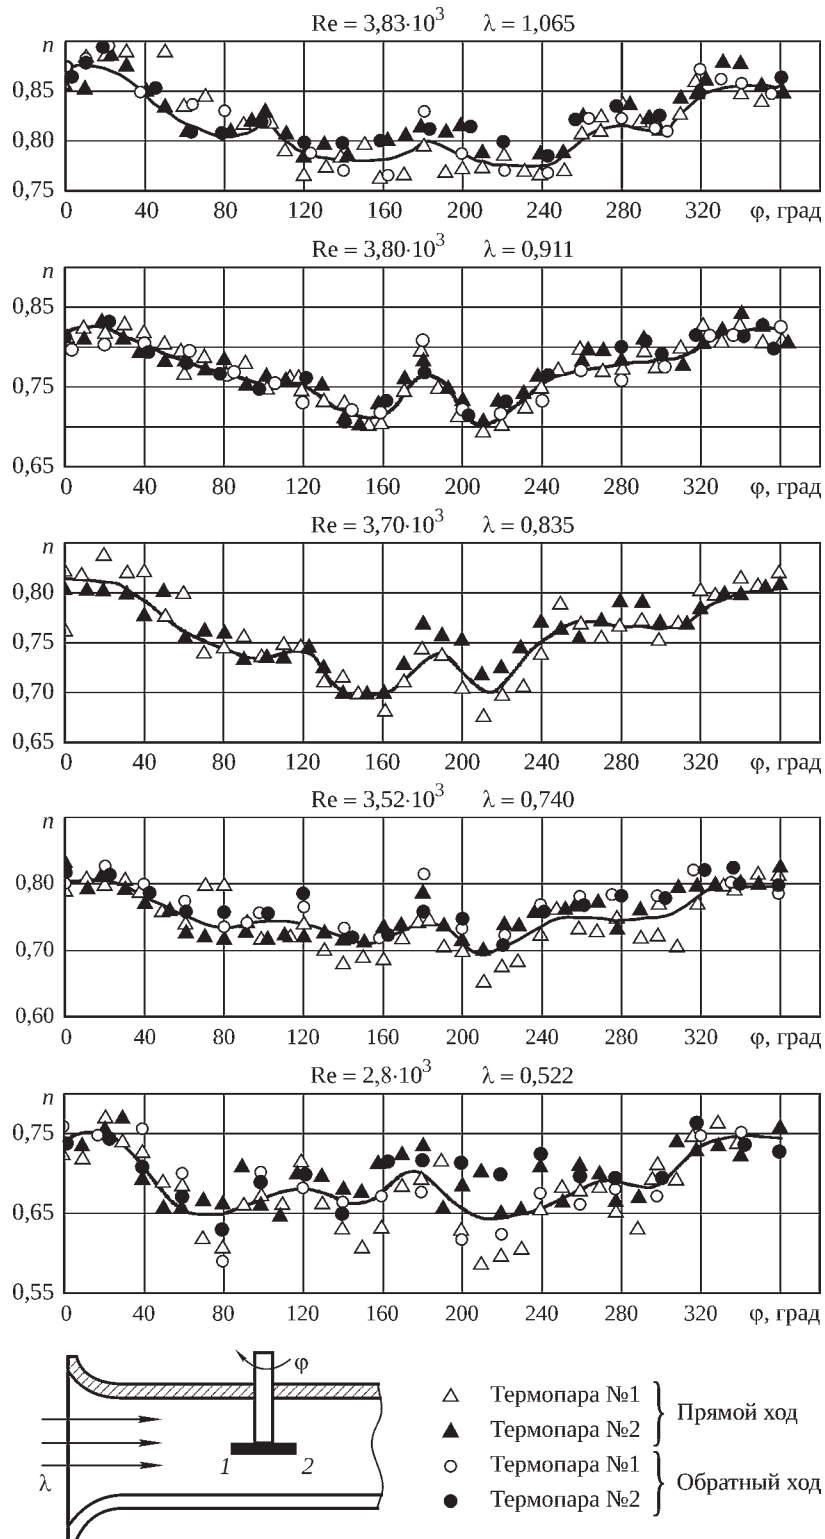 Re = 3,83·10³ λ = 1,065
n
0,85
0,80
0,75
0 40 80 120 160 200 240 280 320 φ, град
Re = 3,80·10³ λ = 0,911
n
0,85
0,75
0,65
0 40 80 120 160 200 240 280 320 φ, град
Re = 3,70·10³ λ = 0,835
n
0,80
0,75
0,70
0,65
0 40 80 120 160 200 240 280 320 φ, град
Re = 3,52·10³ λ = 0,740
n
0,80
0,70
0,60
0 40 80 120 160 200 240 280 320 φ, град
Re = 2,8·10³ λ = 0,522
n
0,75
0,65
0,55
0 40 80 120 160 200 240 280 320 φ, град
φ
λ
1 2
Термопара №1
Термопара №2
Прямой ход
Термопара №1
Термопара №2
Обратный ход